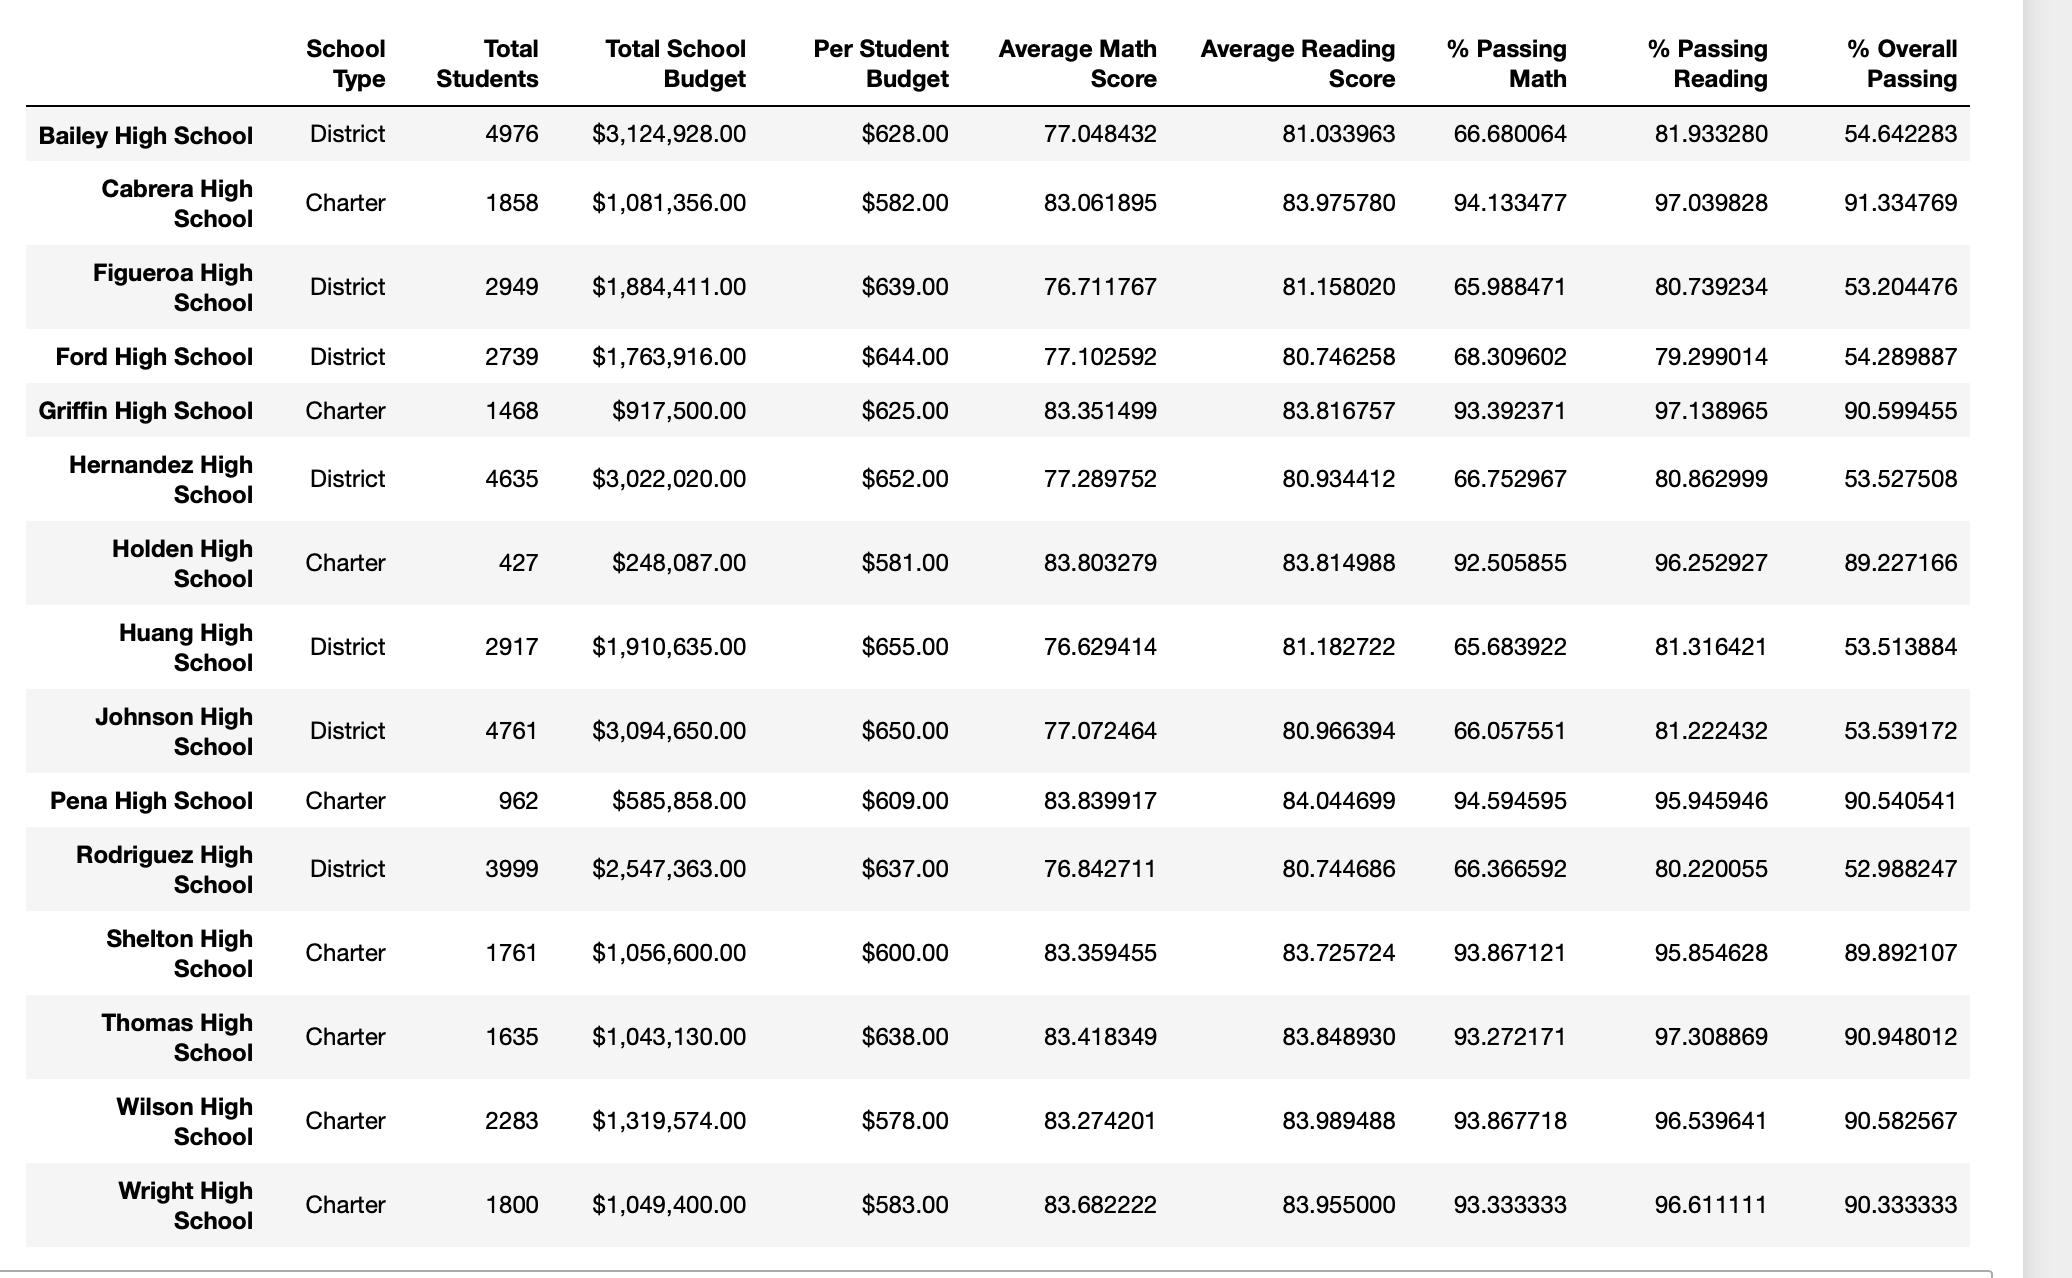 School Type Total Students Total School Budget Per Student Budget Average Math Score Average Reading Score % Passing Math % Passing Reading % Overall Passing
Bailey High School District 4976 $3,124,928.00 $628.00 77.048432 81.033963 66.680064 81.933280 54.642283
Cabrera High School Charter 1858 $1,081,356.00 $582.00 83.061895 83.975780 94.133477 97.039828 91.334769
Figueroa High School District 2949 $1,884,411.00 $639.00 76.711767 81.158020 65.988471 80.739234 53.204476
Ford High School District 2739 $1,763,916.00 $644.00 77.102592 80.746258 68.309602 79.299014 54.289887
Griffin High School Charter 1468 $917,500.00 $625.00 83.351499 83.816757 93.392371 97.138965 90.599455
Hernandez High School District 4635 $3,022,020.00 $652.00 77.289752 80.934412 66.752967 80.862999 53.527508
Holden High School Charter 427 $248,087.00 $581.00 83.803279 83.814988 92.505855 96.252927 89.227166
Huang High School District 2917 $1,910,635.00 $655.00 76.629414 81.182722 65.683922 81.316421 53.513884
Johnson High School District 4761 $3,094,650.00 $650.00 77.072464 80.966394 66.057551 81.222432 53.539172
Pena High School Charter 962 $585,858.00 $609.00 83.839917 84.044699 94.594595 95.945946 90.540541
Rodriguez High School District 3999 $2,547,363.00 $637.00 76.842711 80.744686 66.366592 80.220055 52.988247
Shelton High School Charter 1761 $1,056,600.00 $600.00 83.359455 83.725724 93.867121 95.854628 89.892107
Thomas High School Charter 1635 $1,043,130.00 $638.00 83.418349 83.848930 93.272171 97.308869 90.948012
Wilson High School Charter 2283 $1,319,574.00 $578.00 83.274201 83.989488 93.867718 96.539641 90.582567
Wright High School Charter 1800 $1,049,400.00 $583.00 83.682222 83.955000 93.333333 96.611111 90.333333